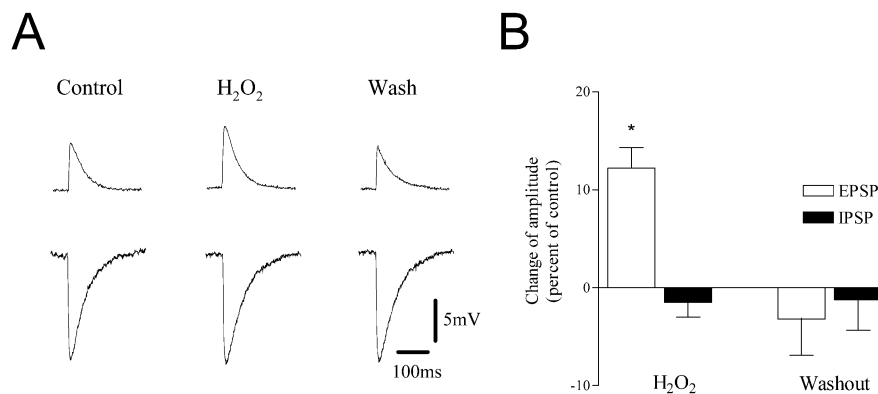 A
Control
H₂O₂
Wash
5mV
100ms
B
Change of amplitude
(percent of control)
20
10
0
-10
*
EPSP
IPSP
H₂O₂
Washout